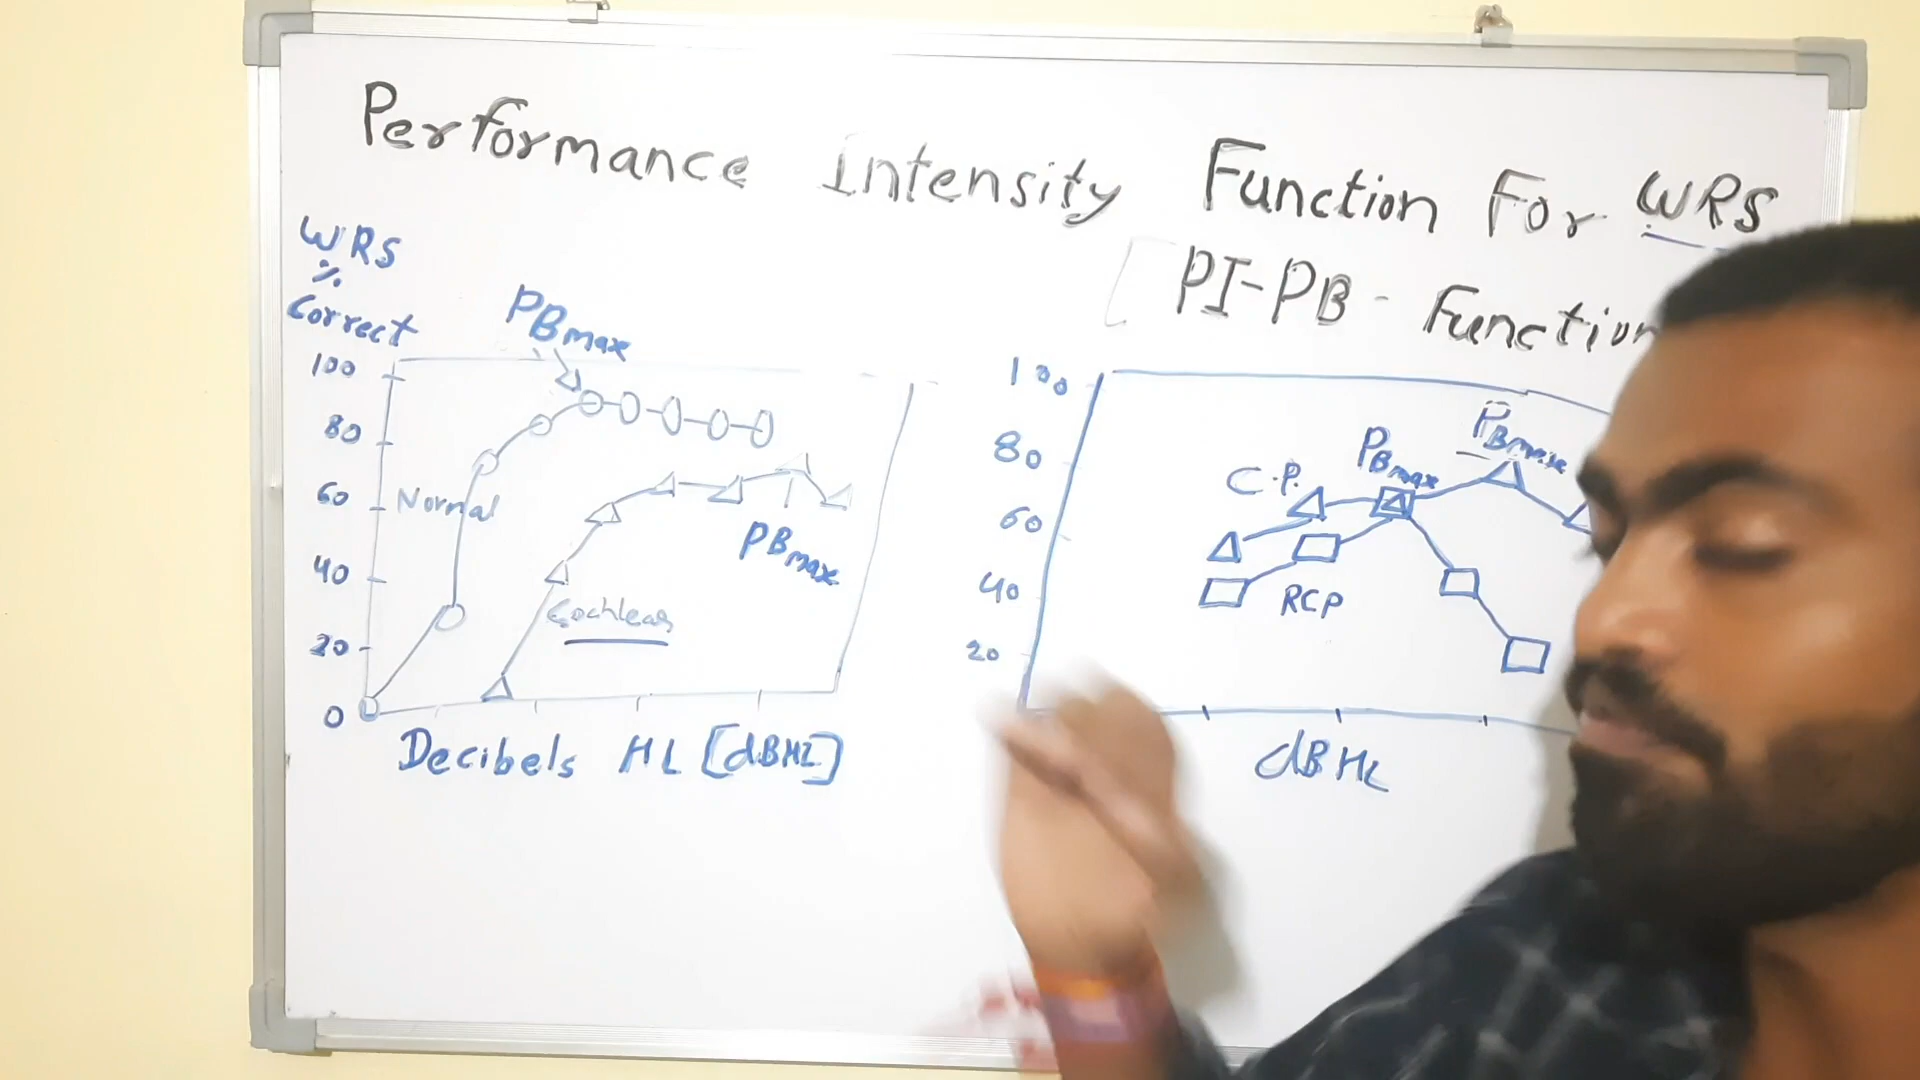 Performance Intensity Function For WRS
[PI-PB - Function
WRS
%
Correct
PBmax
100
80
60
40
20
0
Normal
Cochlear
PBmax
Decibels HL [dBHL]
100
80
60
40
20
C.P.
PBmax
PBmax
RCP
dBHL